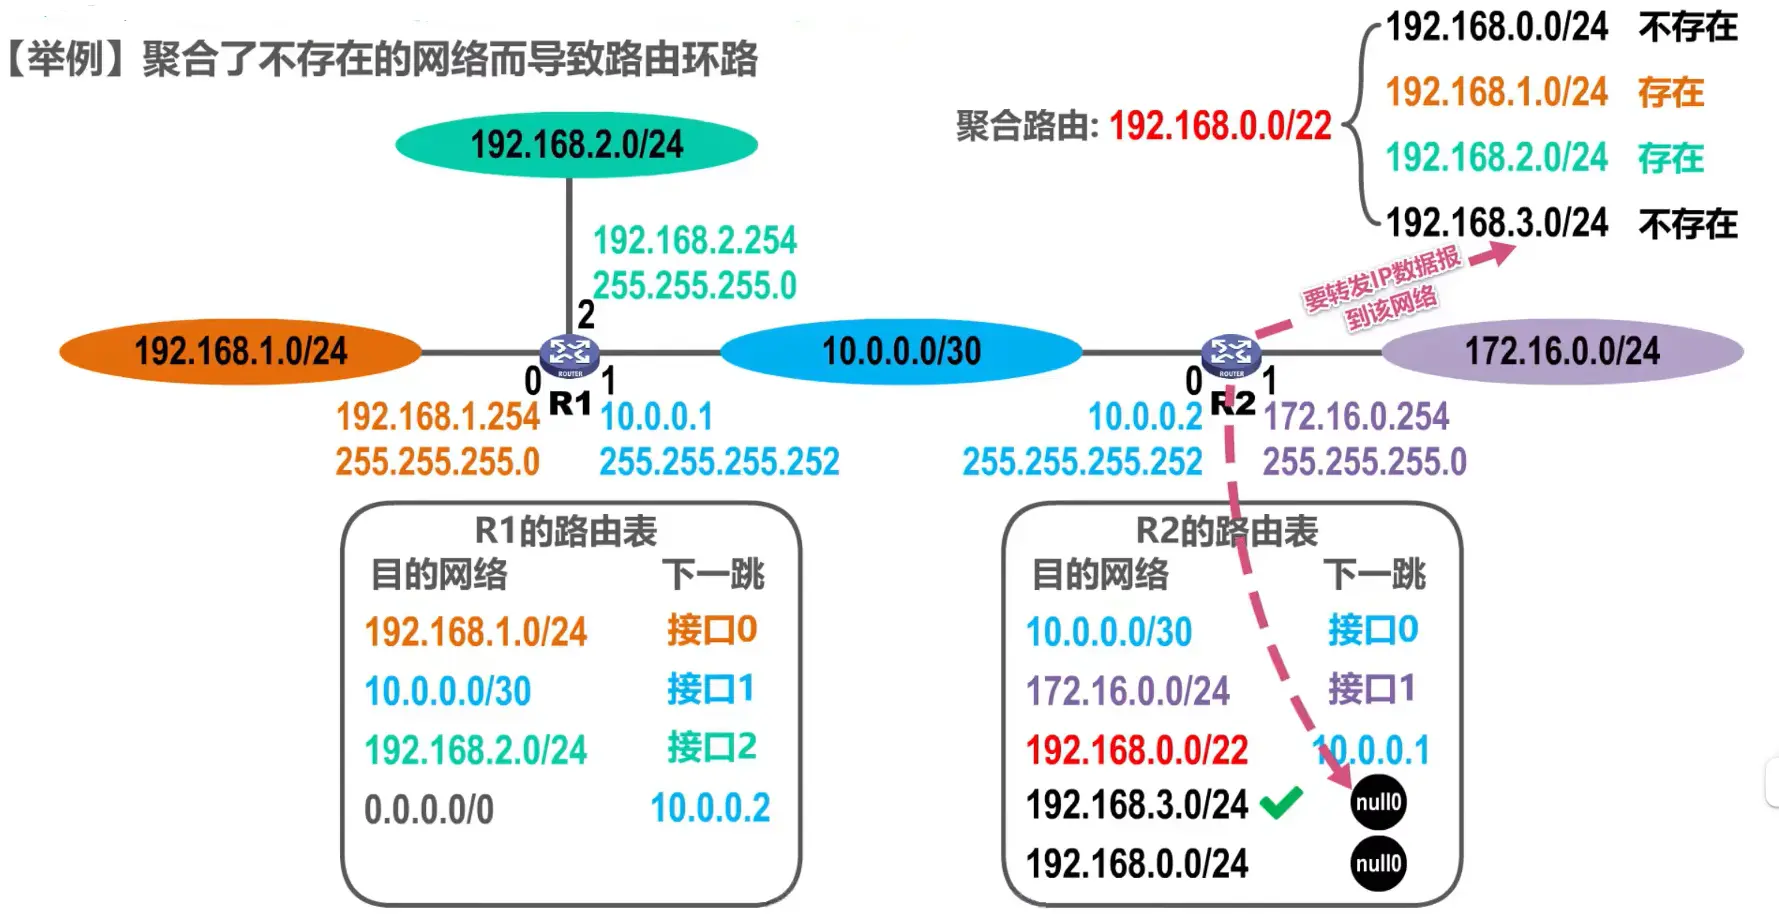 【举例】聚合了不存在的网络而导致路由环路
聚合路由: 192.168.0.0/22
192.168.0.0/24 不存在
192.168.1.0/24 存在
192.168.2.0/24 存在
192.168.3.0/24 不存在
要转发IP数据报
到该网络
192.168.2.0/24
192.168.2.254
255.255.255.0
2
192.168.1.0/24
ROUTER
10.0.0.0/30
ROUTER
172.16.0.0/24
0
R1
1
0
R2
1
192.168.1.254
255.255.255.0
10.0.0.1
255.255.255.252
10.0.0.2
255.255.255.252
172.16.0.254
255.255.255.0
R1的路由表
目的网络 下一跳
192.168.1.0/24 接口0
10.0.0.0/30 接口1
192.168.2.0/24 接口2
0.0.0.0/0 10.0.0.2
R2的路由表
目的网络 下一跳
10.0.0.0/30 接口0
172.16.0.0/24 接口1
192.168.0.0/22 10.0.0.1
192.168.3.0/24 null0
192.168.0.0/24 null0